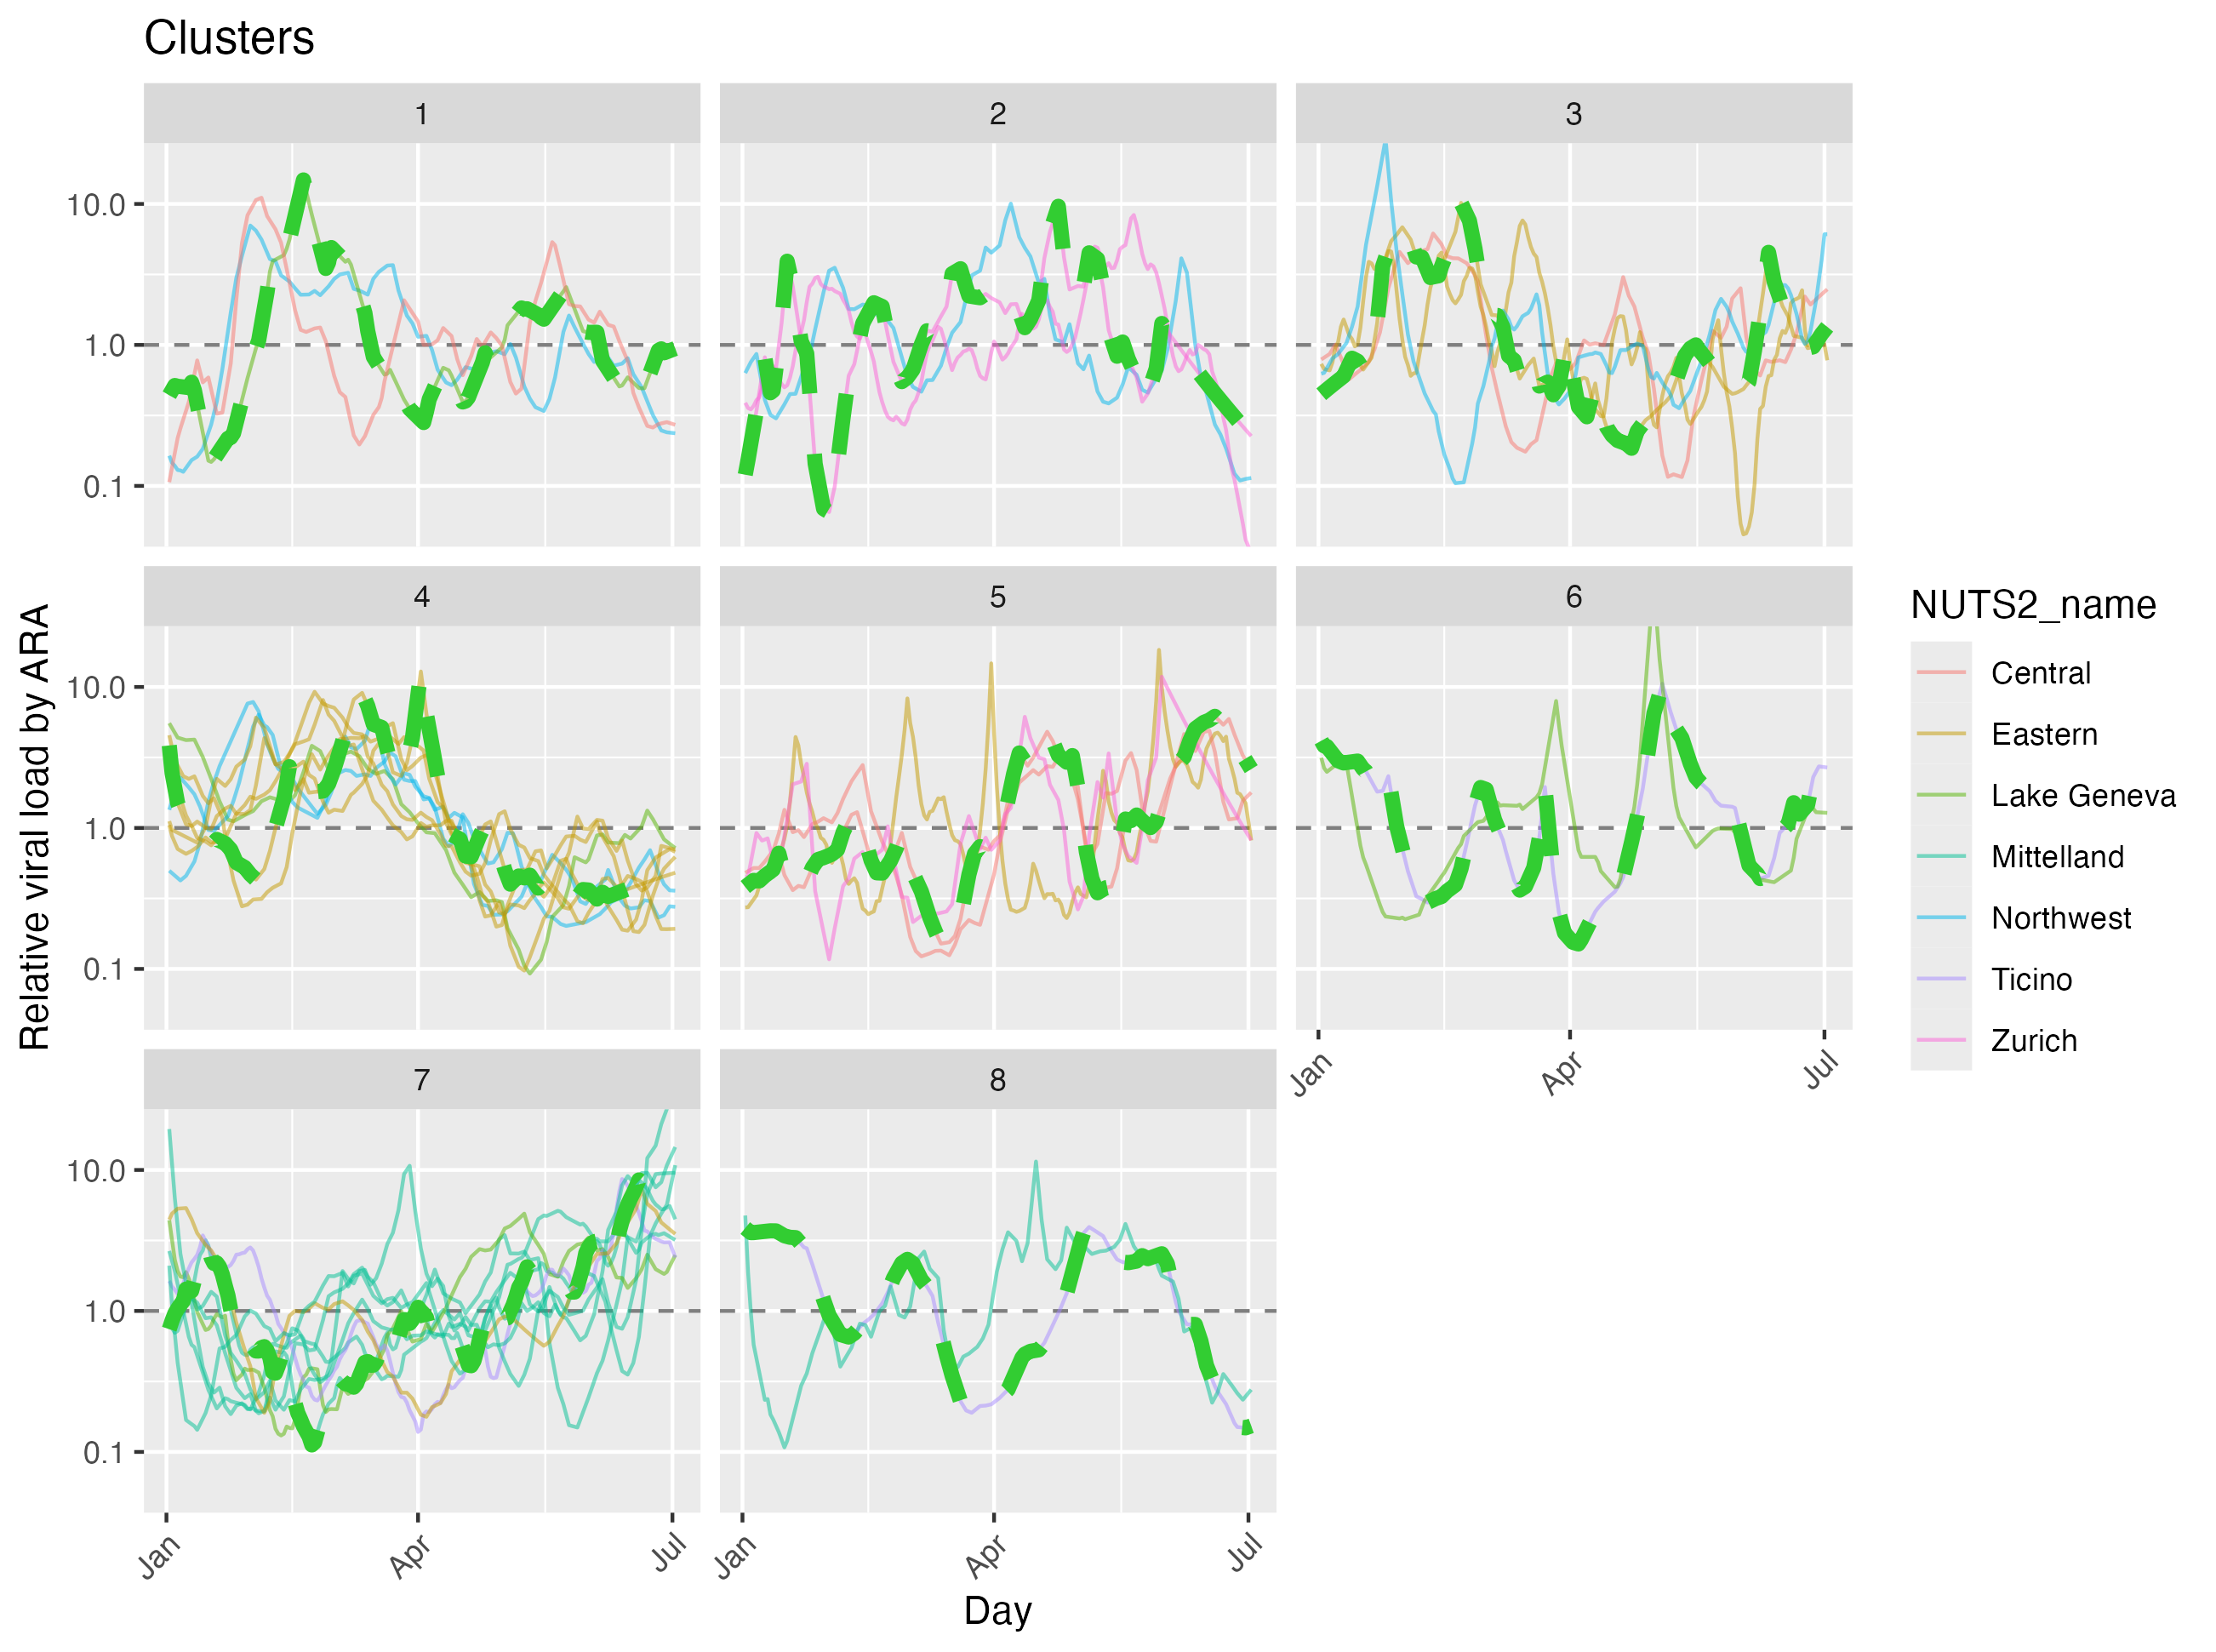 Clusters
1
2
3
10.0
1.0
0.1
4
5
6
10.0
1.0
0.1
Jan
Apr
Jul
7
8
10.0
1.0
0.1
Jan
Apr
Jul
Jan
Apr
Jul
Day
Relative viral load by ARA
NUTS2_name
Central
Eastern
Lake Geneva
Mittelland
Northwest
Ticino
Zurich